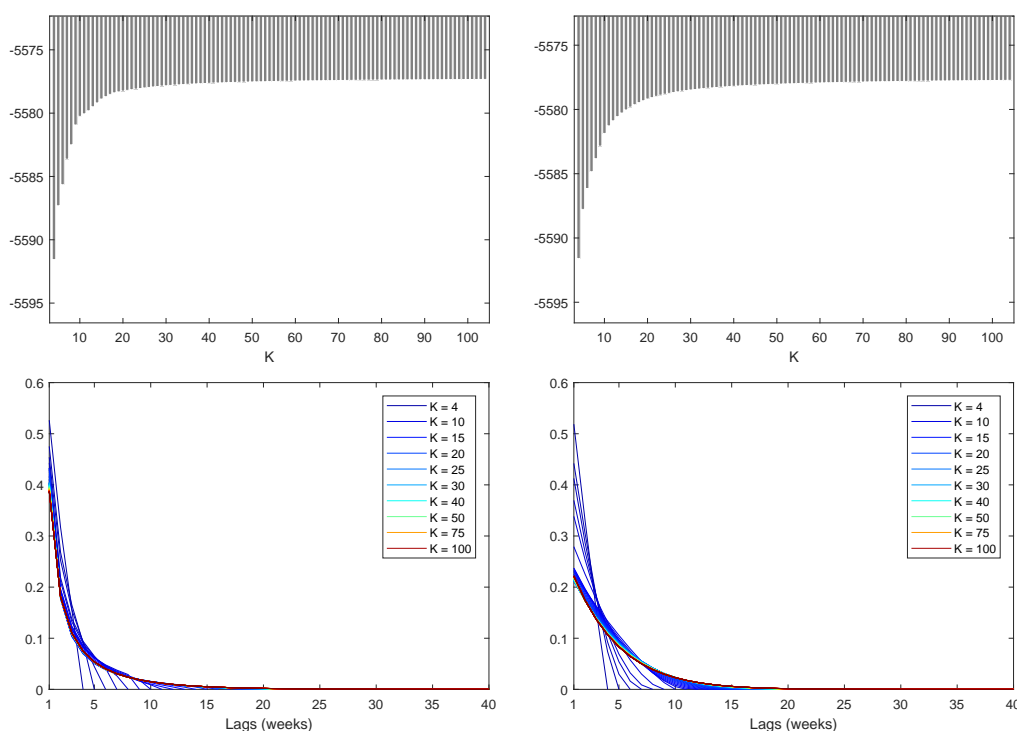 -5575
-5580
-5585
-5590
-5595
10 20 30 40 50 60 70 80 90 100
K
-5575
-5580
-5585
-5590
-5595
10 20 30 40 50 60 70 80 90 100
K
0.6
0.5
0.4
0.3
0.2
0.1
0
1 5 10 15 20 25 30 35 40
Lags (weeks)
K = 4
K = 10
K = 15
K = 20
K = 25
K = 30
K = 40
K = 50
K = 75
K = 100
0.6
0.5
0.4
0.3
0.2
0.1
0
1 5 10 15 20 25 30 35 40
Lags (weeks)
K = 4
K = 10
K = 15
K = 20
K = 25
K = 30
K = 40
K = 50
K = 75
K = 100